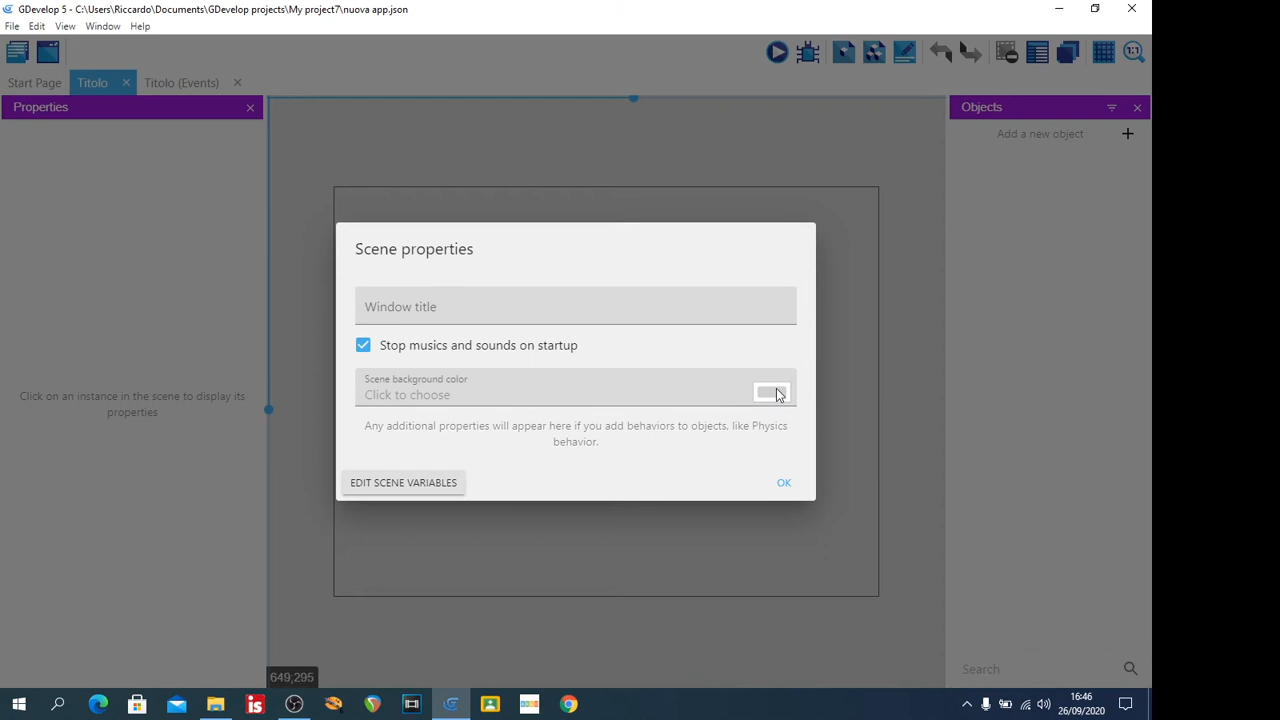 GDevelop 5 - C:\Users\Riccardo\Documents\GDevelop projects\My project7\nuova app.json
File Edit View Window Help
1:1
Start Page Titolo Titolo (Events)
Properties
Objects
Add a new object
Scene properties
Window title
Stop musics and sounds on startup
Scene background color
Click to choose
Click on an instance in the scene to display its
properties
Any additional properties will appear here if you add behaviors to objects, like Physics
behavior.
EDIT SCENE VARIABLES
OK
649;295
Search
is
16:46
26/09/2020